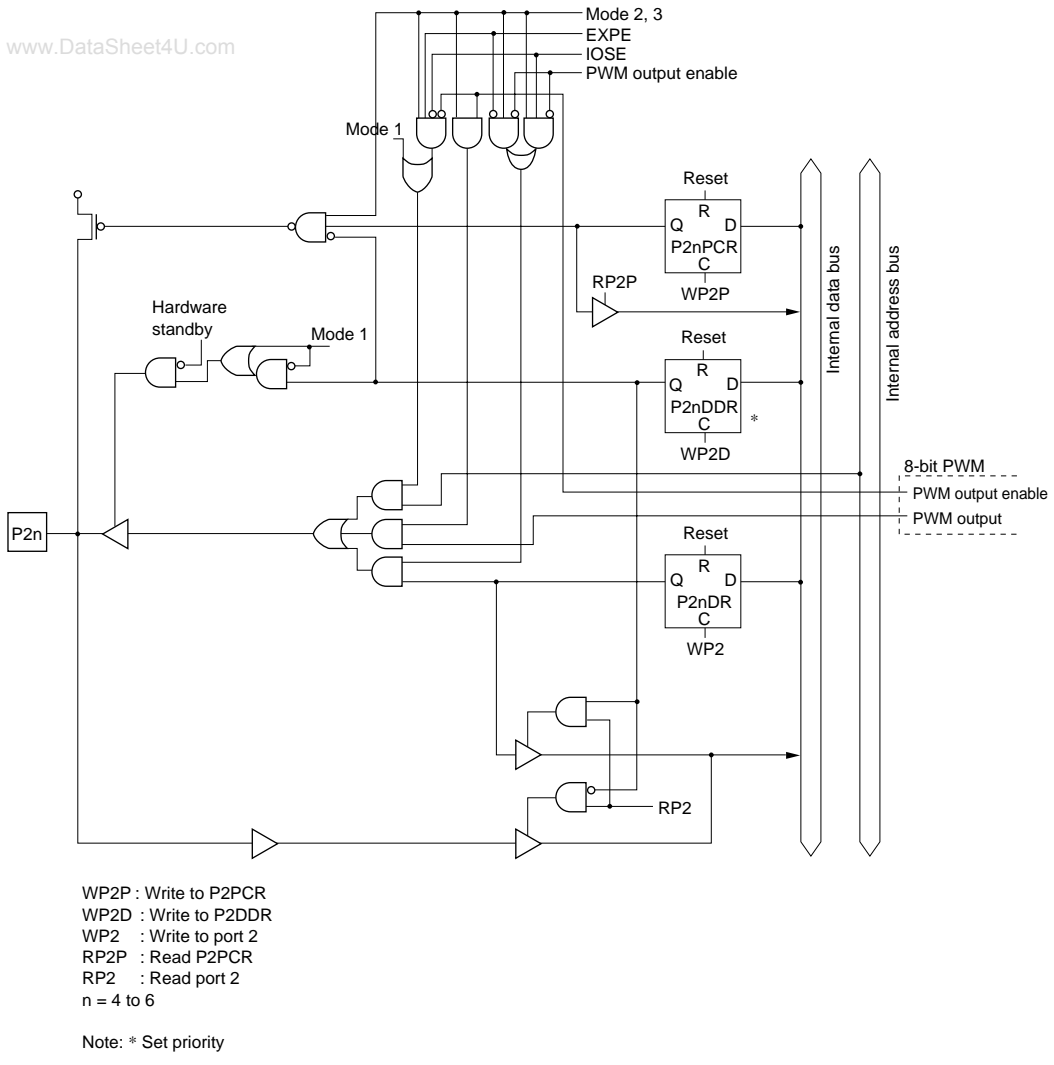 www.DataSheet4U.com
Mode 2, 3
EXPE
IOSE
PWM output enable
Mode 1
Reset
R
Q D
P2nPCR
C
WP2P
RP2P
Hardware
standby
Mode 1
Reset
R
Q D
P2nDDR
C
*
WP2D
Internal data bus
Internal address bus
8-bit PWM
PWM output enable
PWM output
P2n
Reset
R
Q D
P2nDR
C
WP2
RP2
WP2P : Write to P2PCR
WP2D : Write to P2DDR
WP2 : Write to port 2
RP2P : Read P2PCR
RP2 : Read port 2
n = 4 to 6
Note: * Set priority